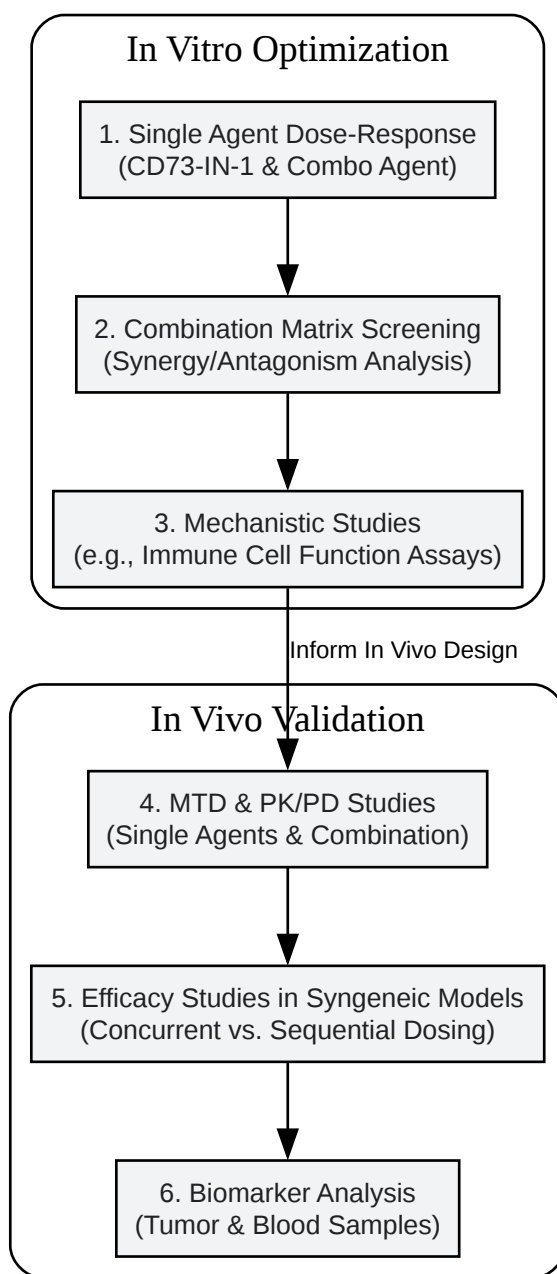 In Vitro Optimization
1. Single Agent Dose-Response
(CD73-IN-1 & Combo Agent)
2. Combination Matrix Screening
(Synergy/Antagonism Analysis)
3. Mechanistic Studies
(e.g., Immune Cell Function Assays)
Inform In Vivo Design
In Vivo Validation
4. MTD & PK/PD Studies
(Single Agents & Combination)
5. Efficacy Studies in Syngeneic Models
(Concurrent vs. Sequential Dosing)
6. Biomarker Analysis
(Tumor & Blood Samples)